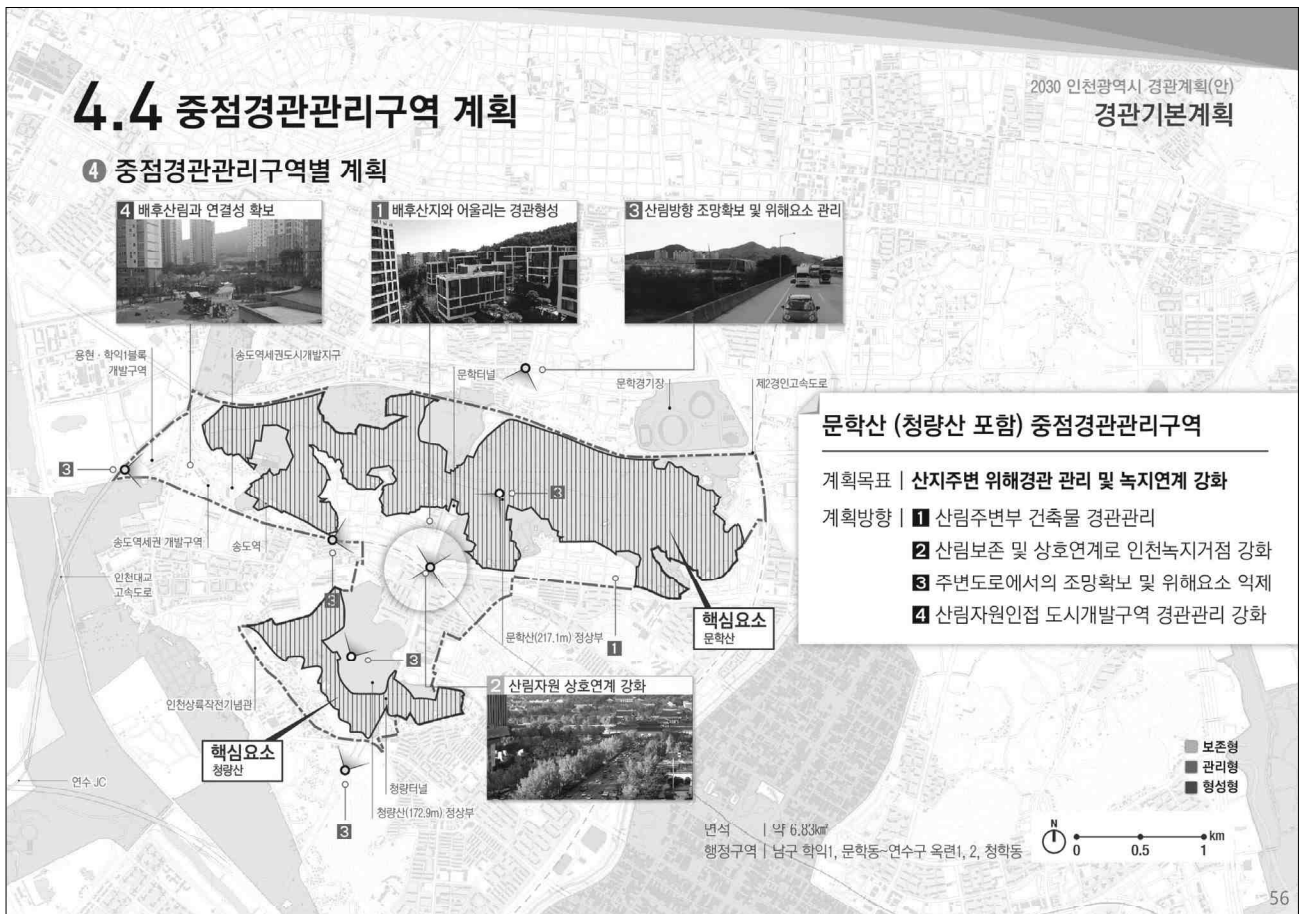 2030 인천광역시 경관계획(안)
경관기본계획
4.4 중점경관관리구역 계획
4 중점경관관리구역별 계획
4 배후산림과 연결성 확보
1 배후산지와 어울리는 경관형성
3 산림방향 조망확보 및 위해요소 관리
용현·학익1블록
개발구역
송도역세권도시개발지구
문학터널
문학경기장
제2경인고속도로
3
3
송도역세권 개발구역
송도역
인천대교
고속도로
3
핵심요소
문학산
문학산(217.1m) 정상부
1
3
인천상륙작전기념관
2 산림자원 상호연계 강화
핵심요소
청량산
연수 JC
청량터널
청량산(172.9m) 정상부
3
문학산 (청량산 포함) 중점경관관리구역
계획목표 | 산지주변 위해경관 관리 및 녹지연계 강화
계획방향 | 1 산림주변부 건축물 경관관리
2 산림보존 및 상호연계로 인천녹지거점 강화
3 주변도로에서의 조망확보 및 위해요소 억제
4 산림자원인접 도시개발구역 경관관리 강화
보존형
관리형
형성형
면적 | 약 6.83㎢
행정구역 | 남구 학익1, 문학동~연수구 옥련1, 2, 청학동
N
km
0 0.5 1
56